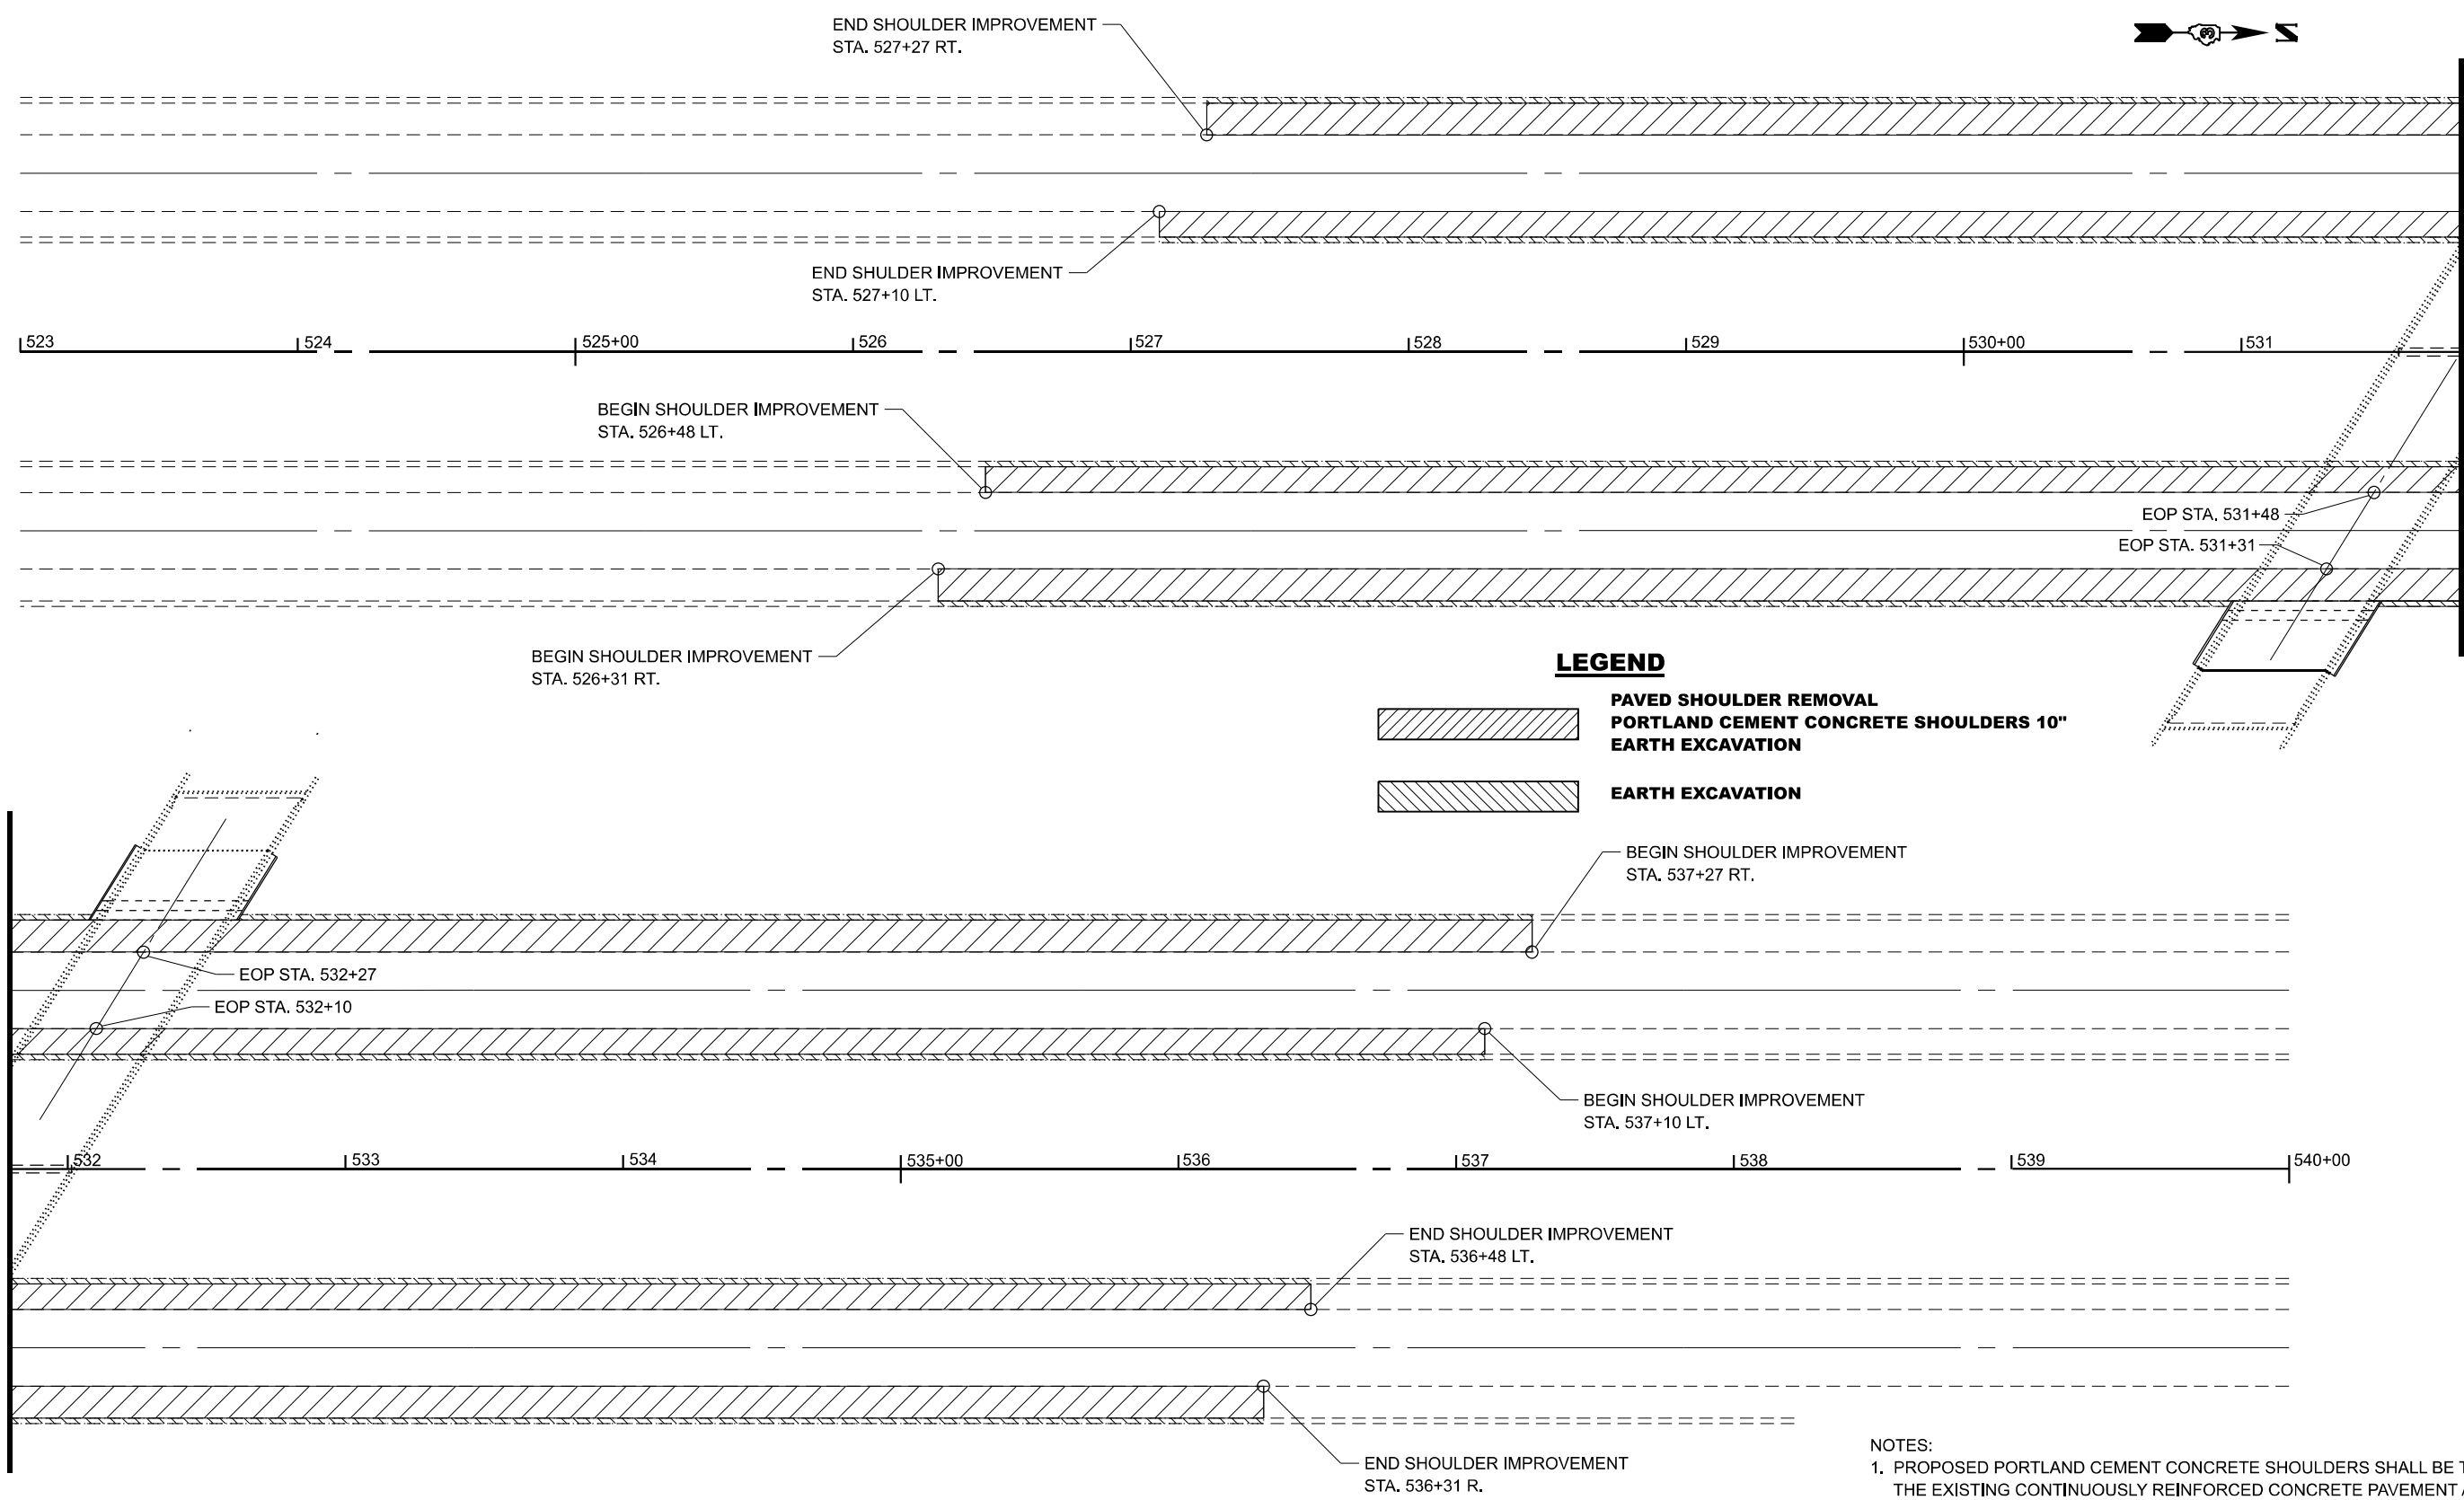 END SHOULDER IMPROVEMENT
STA. 527+27 RT.
N
END SHULDER IMPROVEMENT
STA. 527+10 LT.
523 524 525+00 526 527 528 529 530+00 531
BEGIN SHOULDER IMPROVEMENT
STA. 526+48 LT.
EOP STA. 531+48
EOP STA. 531+31
BEGIN SHOULDER IMPROVEMENT
STA. 526+31 RT.
LEGEND
PAVED SHOULDER REMOVAL
PORTLAND CEMENT CONCRETE SHOULDERS 10"
EARTH EXCAVATION
EARTH EXCAVATION
BEGIN SHOULDER IMPROVEMENT
STA. 537+27 RT.
EOP STA. 532+27
EOP STA. 532+10
BEGIN SHOULDER IMPROVEMENT
STA. 537+10 LT.
532 533 534 535+00 536 537 538 539 540+00
END SHOULDER IMPROVEMENT
STA. 536+48 LT.
END SHOULDER IMPROVEMENT
STA. 536+31 R.
NOTES:
1. PROPOSED PORTLAND CEMENT CONCRETE SHOULDERS SHALL BE
THE EXISTING CONTINUOUSLY REINFORCED CONCRETE PAVEMENT